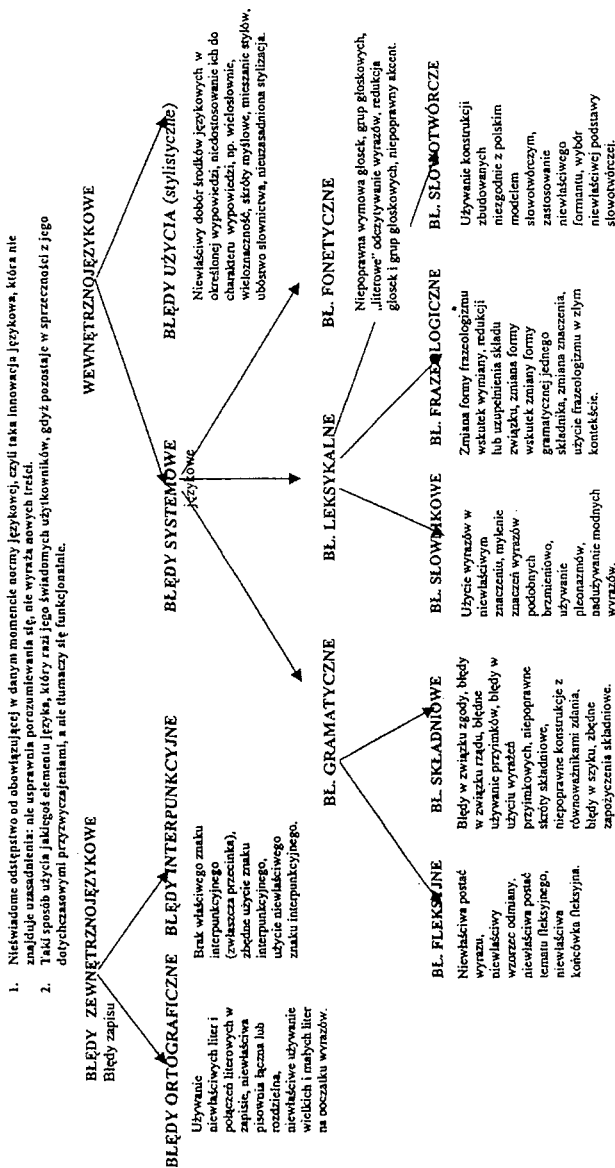 1. Nieświadome odstępstwo od obowiązującej w danym momencie normy językowej, czyli taka innowacja językowa, która nie
znajduje uzasadnienia: nie usprawnia porozumiewania się, nie wyraża nowych treści.
2. Taki sposób użycia jakiegoś elementu języka, który razi jego świadomych użytkowników, gdyż pozostaje w sprzeczności z jego
dotychczasowymi przyzwyczajeniami, a nie tłumaczy się funkcjonalnie.
BŁĘDY ZEWNĘTRZNOJĘZYKOWE
Błędy zapisu
WEWNĘTRZNOJĘZYKOWE
BŁĘDY ORTOGRAFICZNE
Używanie
niewłaściwych liter i
połączeń literowych w
zapisie, niewłaściwa
pisownia łączna lub
rozdzielna,
niewłaściwe używanie
wielkich i małych liter
na początku wyrazów.
BŁĘDY INTERPUNKCYJNE
Brak właściwego znaku
interpunkcyjnego
(zwłaszcza przecinka),
zbędne użycie znaku
interpunkcyjnego,
użycie niewłaściwego
znaku interpunkcyjnego.
BŁĘDY SYSTEMOWE
językowe
BŁĘDY UŻYCIA (stylistyczne)
Niewłaściwy dobór środków językowych w
określonej wypowiedzi, niedostosowanie ich do
charakteru wypowiedzi, np. wielosłownie,
wieloznaczność, skróty myślowe, mieszanie stylów,
ubóstwo słownictwa, nieuzasadniona stylizacja.
BŁ. GRAMATYCZNE
BŁ. LEKSYKALNE
BŁ. FONETYCZNE
Niepoprawna wymowa głosek, grup głoskowych,
„literowe” odczytywanie wyrazów, redukcja
głosek i grup głoskowych, niepoprawny akcent.
BŁ. FLEKSYJNE
Niewłaściwa postać
wyrazu,
niewłaściwy
wzorzec odmiany,
niewłaściwa postać
tematu fleksyjnego,
niewłaściwa
końcówka fleksyjna.
BŁ. SKŁADNIOWE
Błędy w związku zgody, błędy
w związku rządu, błędne
używanie przyimków, błędy w
użyciu wyrażeń
przyimkowych, niepoprawne
skróty składniowe,
niepoprawne konstrukcje z
równoważnikami zdania,
błędy w szyku, zbędne
zapożyczenia składniowe.
BŁ. SŁOWNIKOWE
Użycie wyrazów w
niewłaściwym
znaczeniu, mylenie
znaczeń wyrazów
podobnych
brzmieniowo,
używanie
pleonazmów,
nadużywanie modnych
wyrazów.
BŁ. FRAZEOLOGICZNE
Zmiana formy frazeologizmu
wskutek wymiany, redukcji
lub uzupełnienia składu
związku, zmiana formy
wskutek zmiany formy
gramatycznej jednego
składnika, zmiana znaczenia,
użycie frazeologizmu w złym
kontekście.
BŁ. SŁOWOTWÓRCZE
Używanie konstrukcji
zbudowanych
niezgodnie z polskim
modelem
słowotwórczym,
zastosowanie
niewłaściwego
formantu, wybór
niewłaściwej podstawy
słowotwórczej.